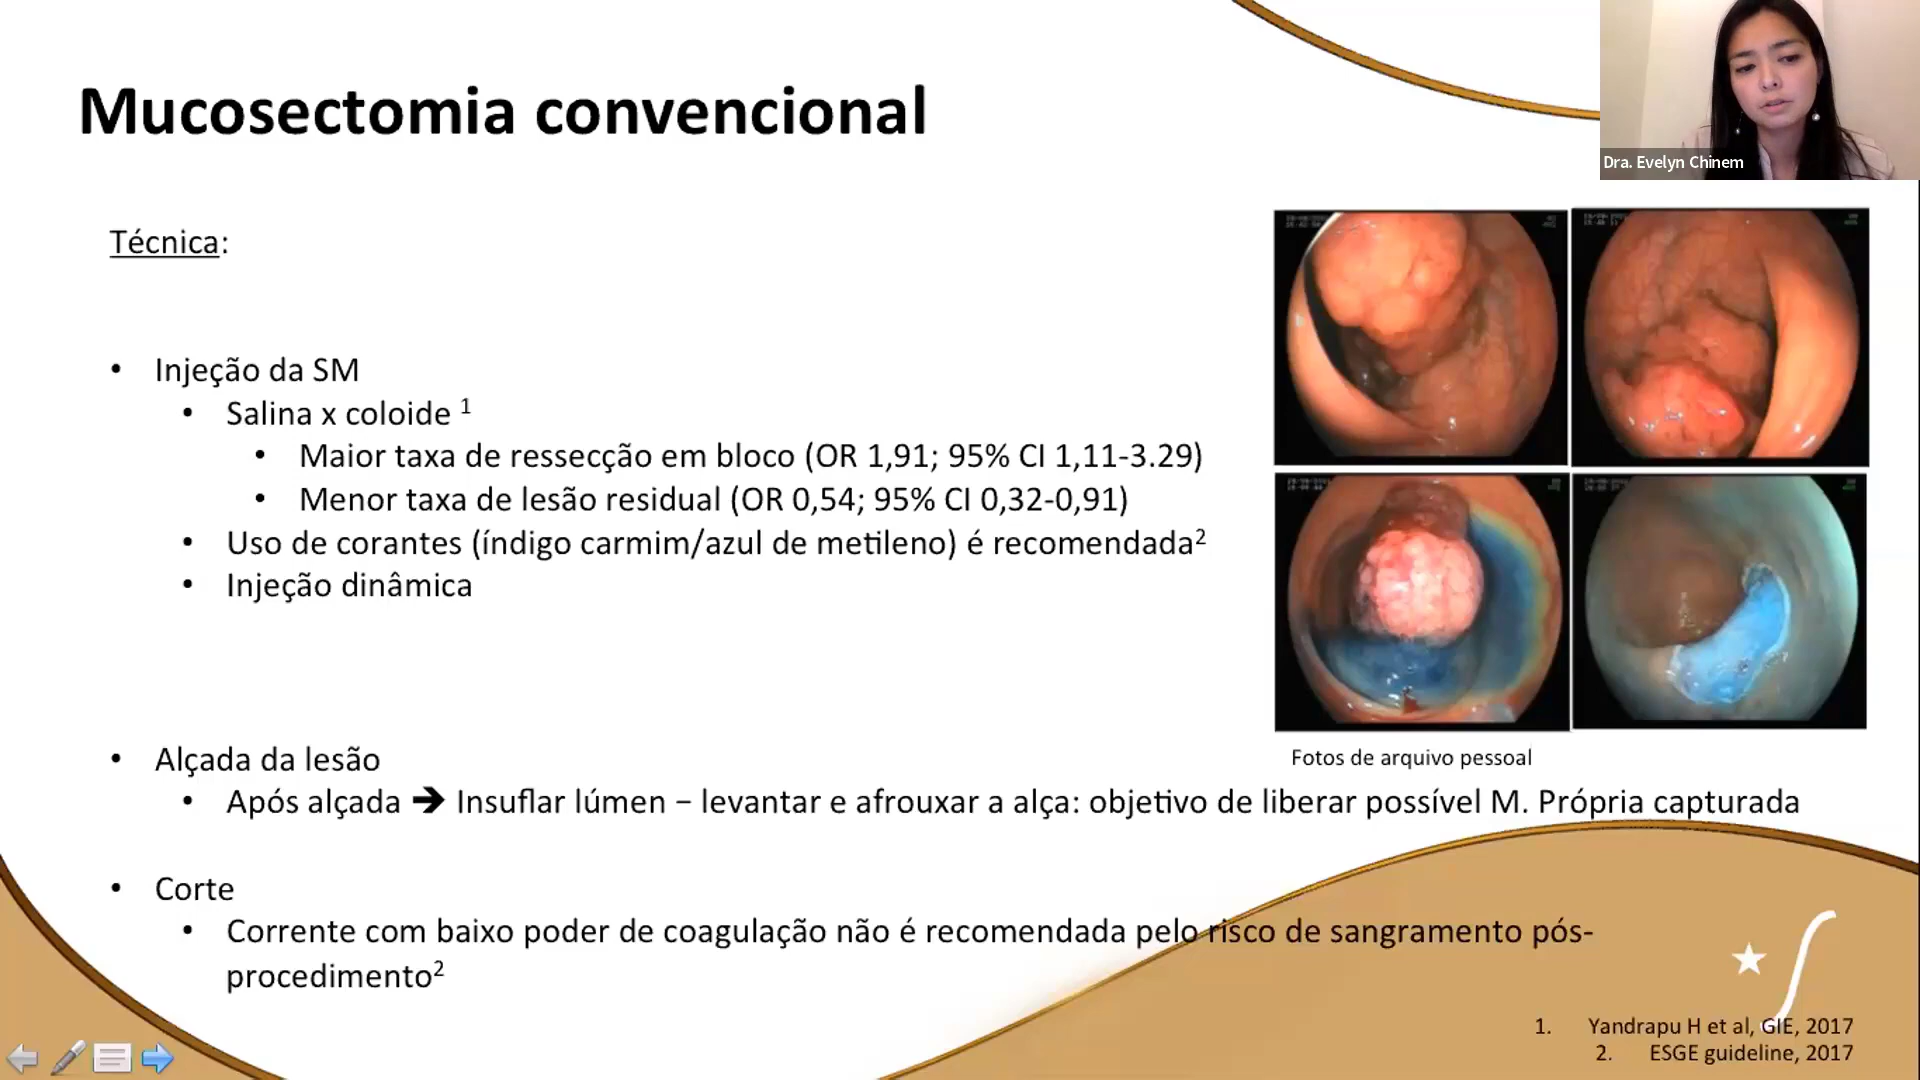 Mucosectomia convencional
Dra. Evelyn Chinem
Técnica:
• Injeção da SM
• Salina x coloide 1
• Maior taxa de ressecção em bloco (OR 1,91; 95% CI 1,11-3.29)
• Menor taxa de lesão residual (OR 0,54; 95% CI 0,32-0,91)
• Uso de corantes (índigo carmim/azul de metileno) é recomendada2
• Injeção dinâmica
Fotos de arquivo pessoal
• Alçada da lesão
• Após alçada ➔ Insuflar lúmen – levantar e afrouxar a alça: objetivo de liberar possível M. Própria capturada
• Corte
• Corrente com baixo poder de coagulação não é recomendada pelo risco de sangramento pós-
procedimento2
1. Yandrapu H et al, GIE, 2017
2. ESGE guideline, 2017